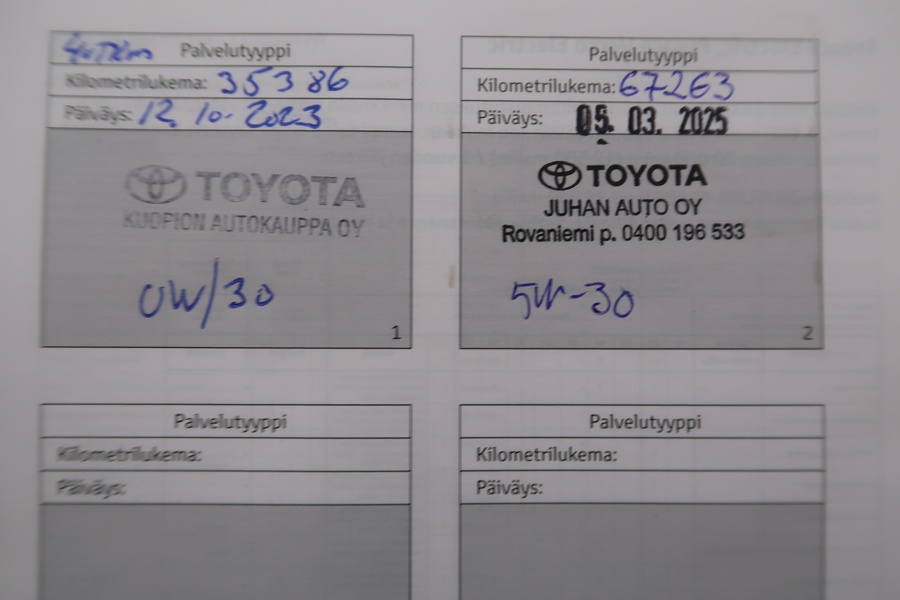 Palvelutyyppi
Kilometrilukema: 35386
Päiväys: 12.10.2023
TOYOTA
KUOPION AUTOKAUPPA OY
0W/30
1
Palvelutyyppi
Kilometrilukema: 67263
Päiväys: 05. 03. 2025
TOYOTA
JUHAN AUTO OY
Rovaniemi p. 0400 196 533
5W-30
2
Palvelutyyppi
Kilometrilukema:
Päiväys:
Palvelutyyppi
Kilometrilukema:
Päiväys: